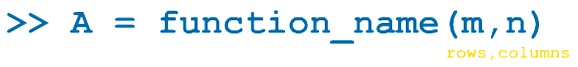 >> A = function_name(m,n)
rows,columns